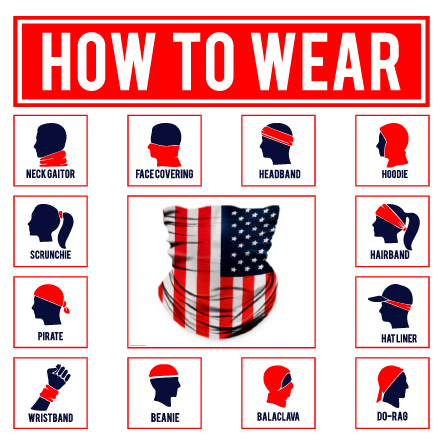 HOW TO WEAR
NECK GAITOR
FACE COVERING
HEADBAND
HOODIE
SCRUNCHIE
HAIRBAND
PIRATE
HAT LINER
WRISTBAND
BEANIE
BALACLAVA
DO-RAG